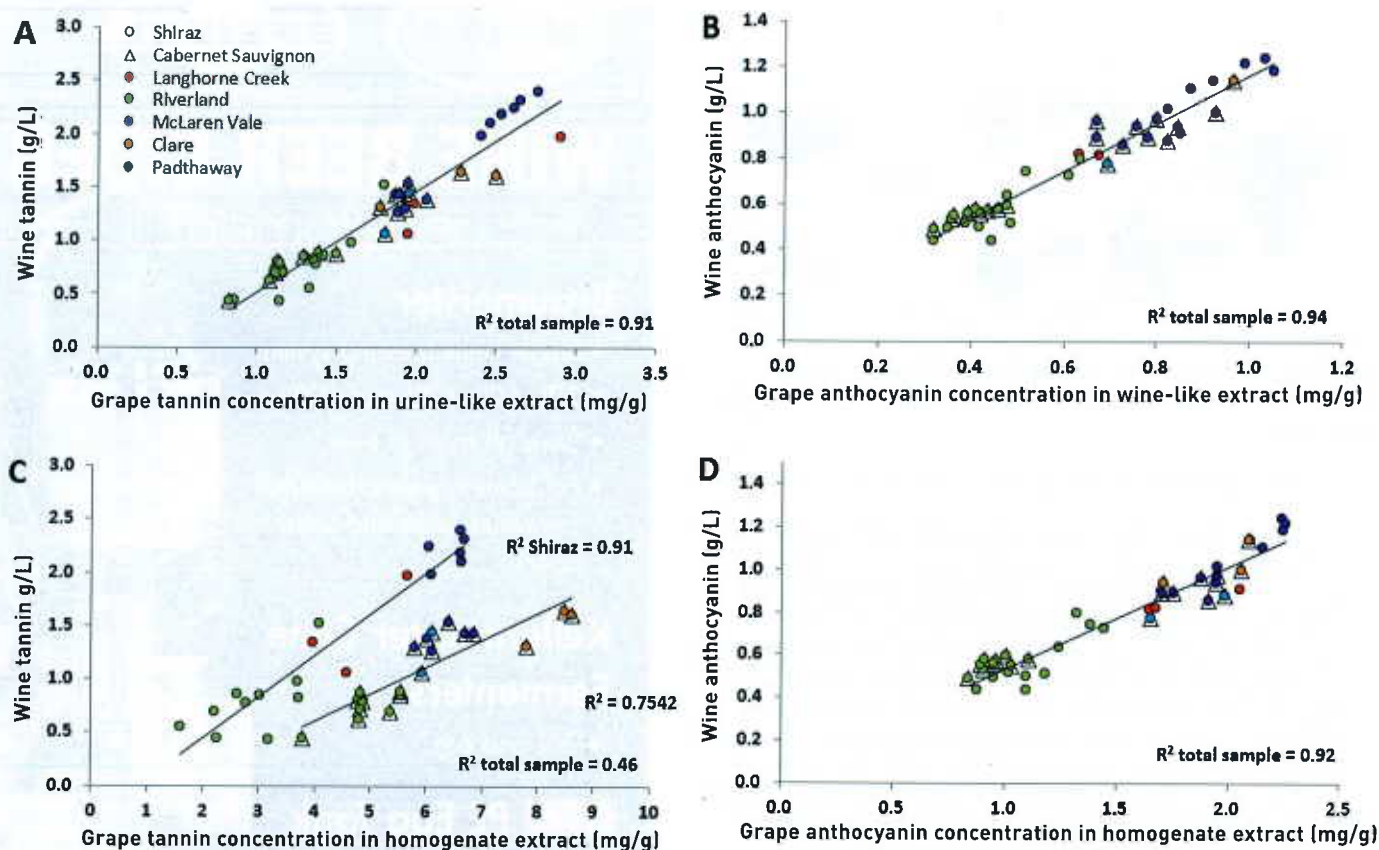 A
3.0
2.5
2.0
1.5
1.0
0.5
0.0
Wine tannin (g/L)
Shiraz
Cabernet Sauvignon
Langhorne Creek
Riverland
McLaren Vale
Clare
Padthaway
R² total sample = 0.91
0.0 0.5 1.0 1.5 2.0 2.5 3.0 3.5
Grape tannin concentration in urine-like extract (mg/g)
B
1.4
1.2
1.0
0.8
0.6
0.4
0.2
0.0
Wine anthocyanin (g/L)
R² total sample = 0.94
0.0 0.2 0.4 0.6 0.8 1.0 1.2
Grape anthocyanin concentration in wine-like extract (mg/g)
C
3.0
2.5
2.0
1.5
1.0
0.5
0.0
Wine tannin g/L)
R² Shiraz = 0.91
R² = 0.7542
R² total sample = 0.46
0 1 2 3 4 5 6 7 8 9 10
Grape tannin concentration in homogenate extract (mg/g)
D
1.4
1.2
1.0
0.8
0.6
0.4
0.2
0.0
Wine anthocyanin (g/L)
R² total sample = 0.92
0.0 0.5 1.0 1.5 2.0 2.5
Grape anthocyanin concentration in homogenate extract (mg/g)